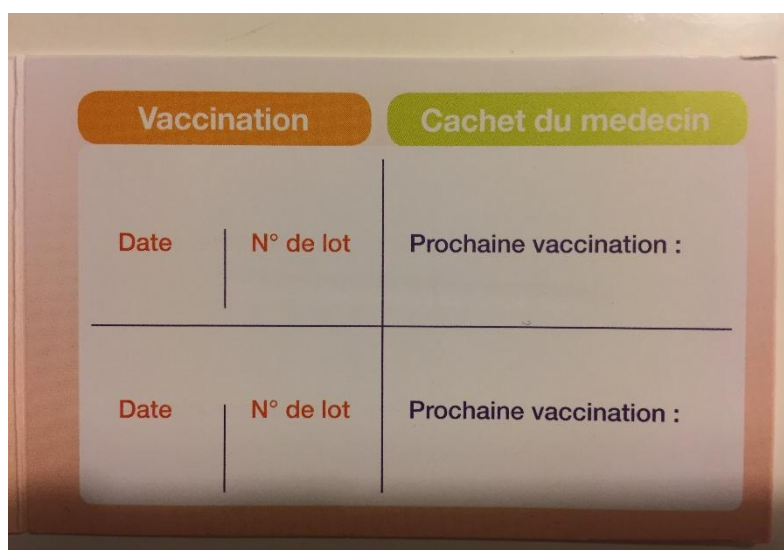 Vaccination Cachet du medecin
Date N° de lot Prochaine vaccination :
Date N° de lot Prochaine vaccination :